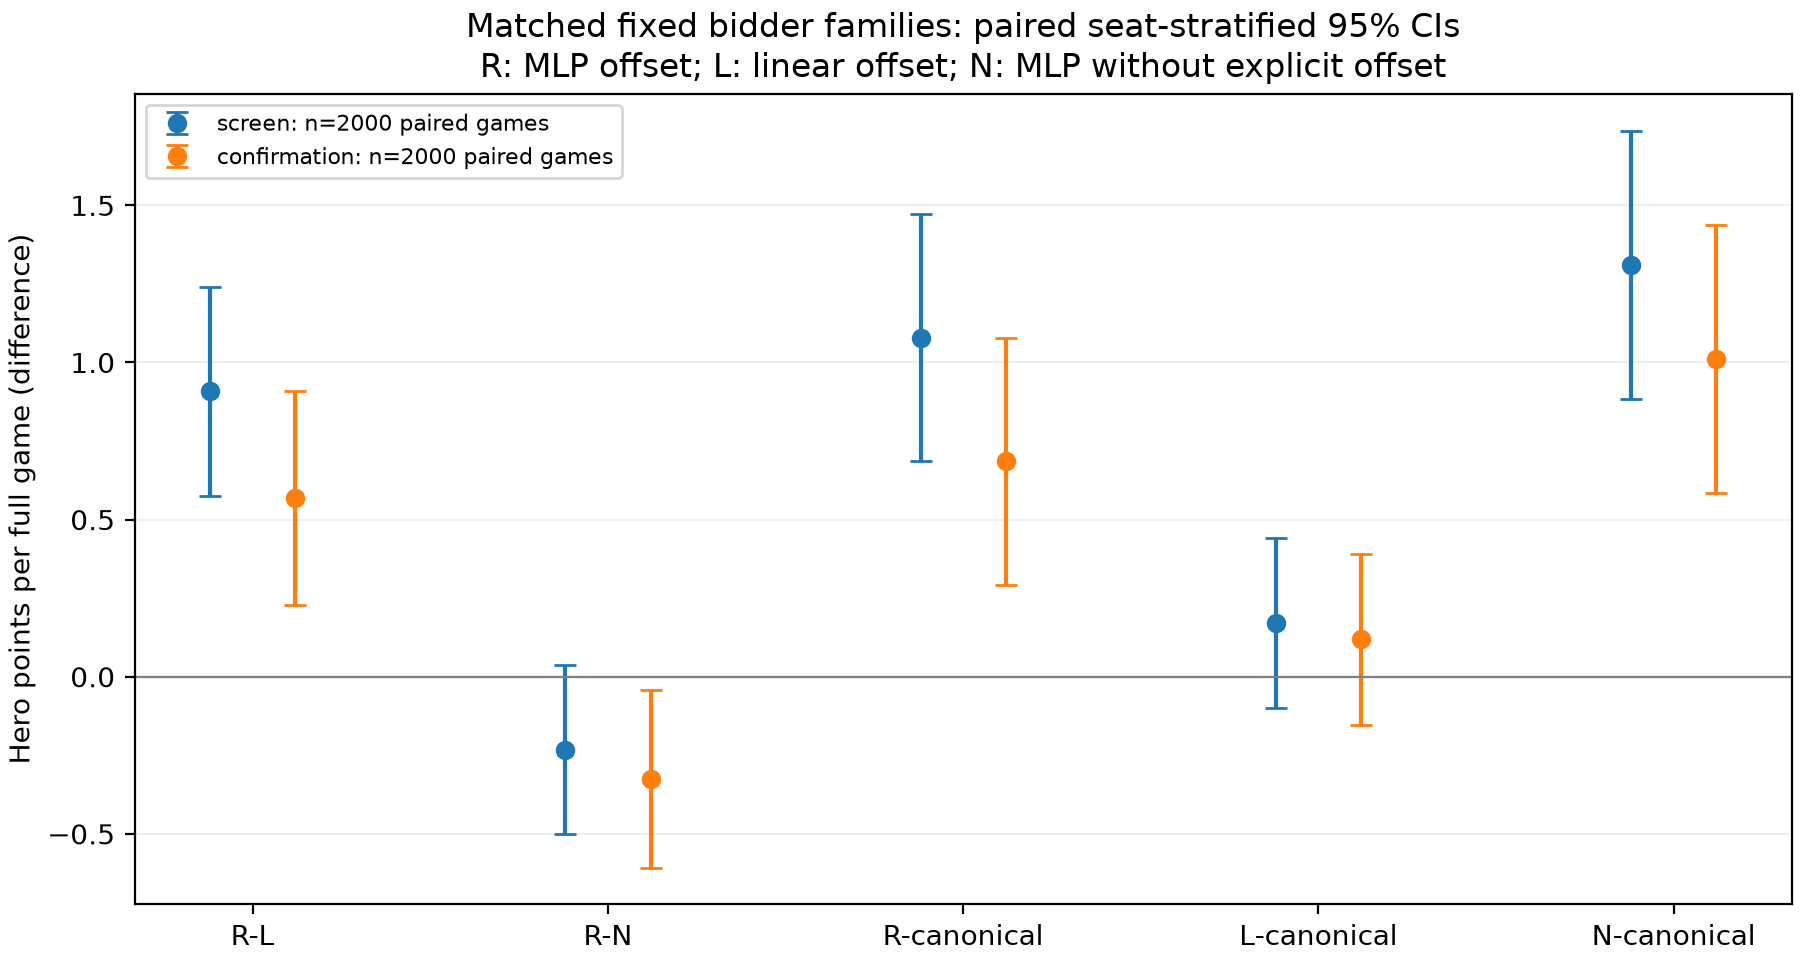 Matched fixed bidder families: paired seat-stratified 95% CIs
R: MLP offset; L: linear offset; N: MLP without explicit offset
screen: n=2000 paired games
confirmation: n=2000 paired games
Hero points per full game (difference)
1.5
1.0
0.5
0.0
−0.5
R-L
R-N
R-canonical
L-canonical
N-canonical